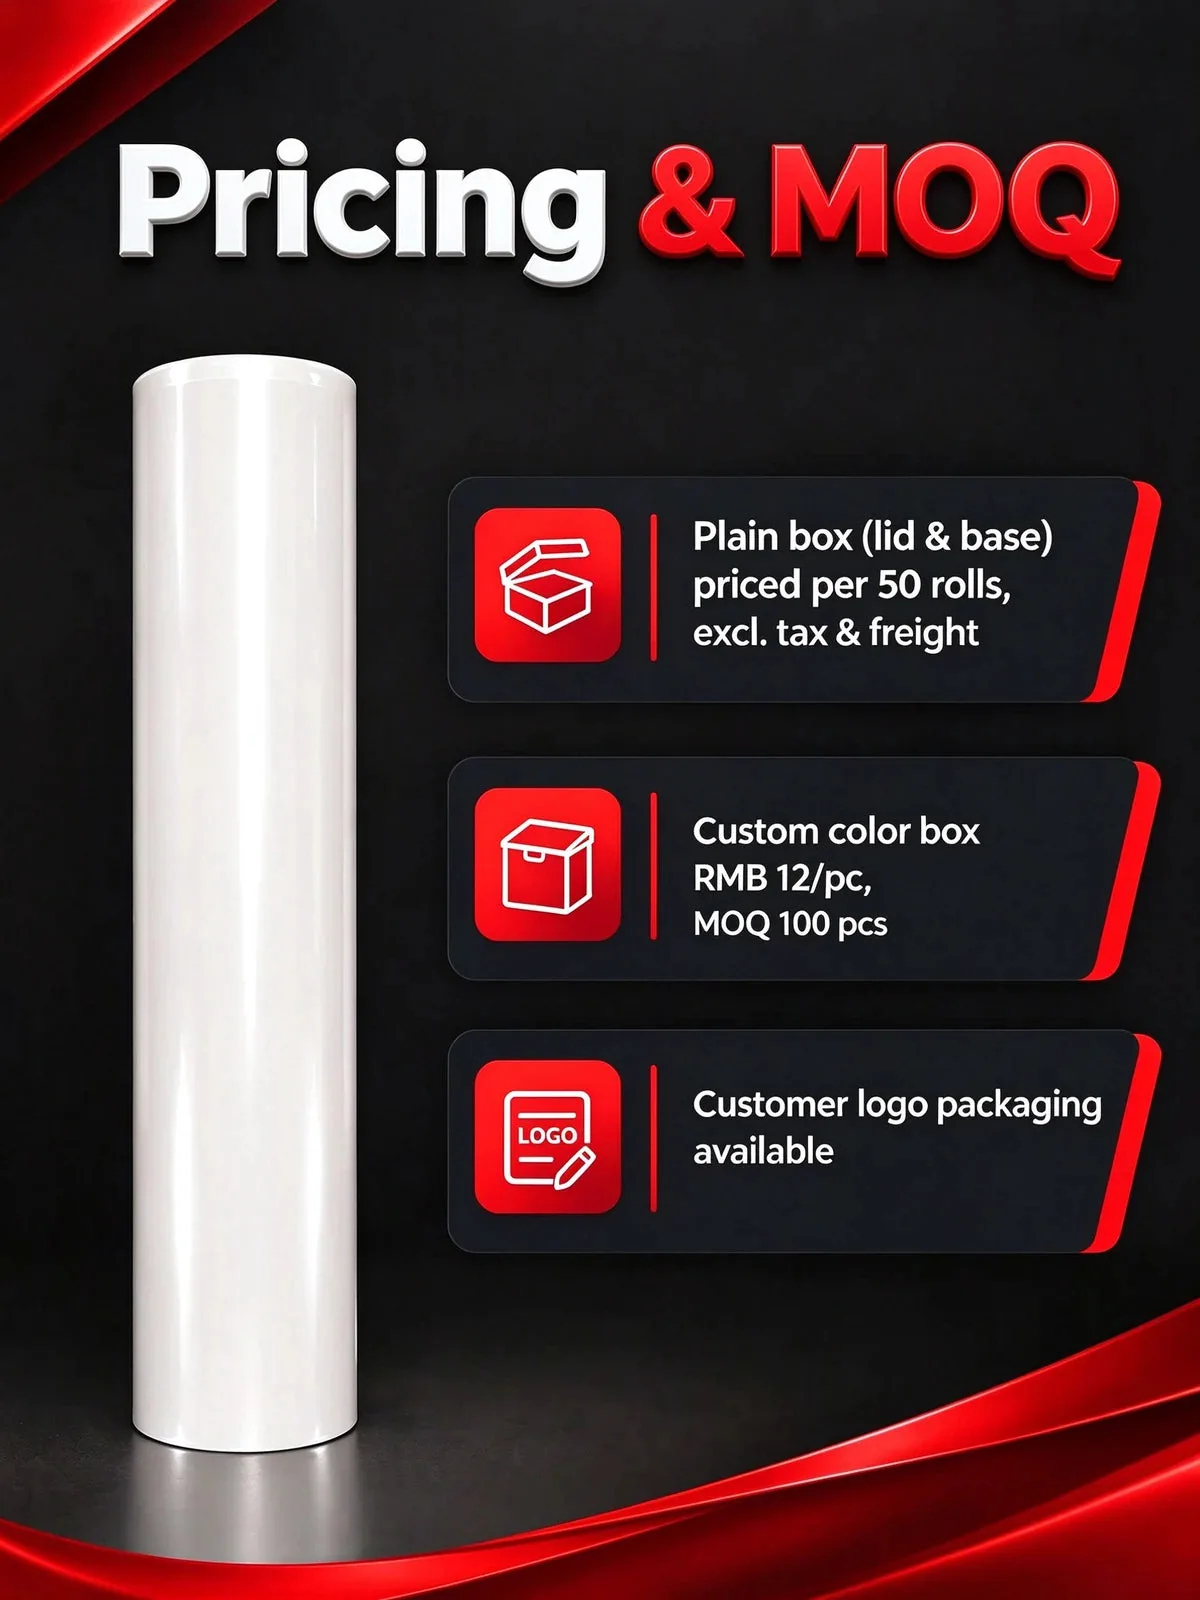 Pricing & MOQ
Plain box (lid & base)
priced per 50 rolls,
excl. tax & freight
Custom color box
RMB 12/pc,
MOQ 100 pcs
LOGO
Customer logo packaging
available